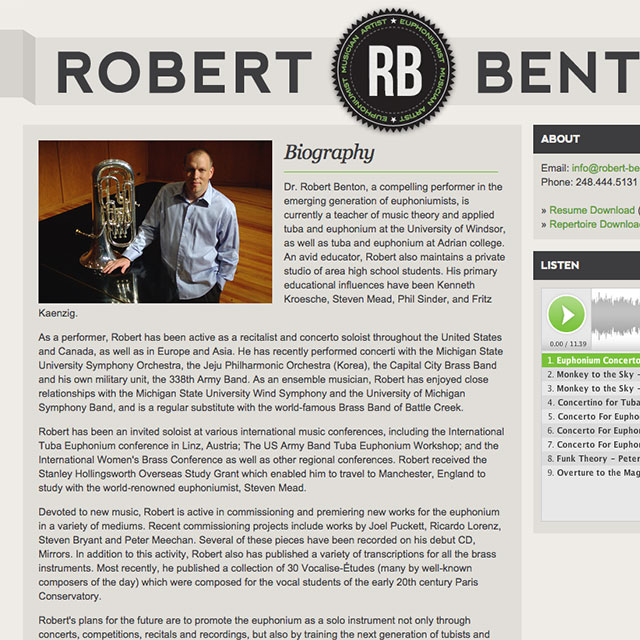 ROBERT BENT
EUPHONIUMIST ★ MUSICIAN ARTIST ★ EUPHONIUMIST MUSICIAN ARTIST
RB
Biography
Dr. Robert Benton, a compelling performer in the
emerging generation of euphoniumists, is
currently a teacher of music theory and applied
tuba and euphonium at the University of Windsor,
as well as tuba and euphonium at Adrian college.
An avid educator, Robert also maintains a private
studio of area high school students. His primary
educational influences have been Kenneth
Kroesche, Steven Mead, Phil Sinder, and Fritz
Kaenzig.
As a performer, Robert has been active as a recitalist and concerto soloist throughout the United States
and Canada, as well as in Europe and Asia. He has recently performed concerti with the Michigan State
University Symphony Orchestra, the Jeju Philharmonic Orchestra (Korea), the Capital City Brass Band
and his own military unit, the 338th Army Band. As an ensemble musician, Robert has enjoyed close
relationships with the Michigan State University Wind Symphony and the University of Michigan
Symphony Band, and is a regular substitute with the world-famous Brass Band of Battle Creek.
Robert has been an invited soloist at various international music conferences, including the International
Tuba Euphonium conference in Linz, Austria; The US Army Band Tuba Euphonium Workshop; and the
International Women's Brass Conference as well as other regional conferences. Robert received the
Stanley Hollingsworth Overseas Study Grant which enabled him to travel to Manchester, England to
study with the world-renowned euphoniumist, Steven Mead.
Devoted to new music, Robert is active in commissioning and premiering new works for the euphonium
in a variety of mediums. Recent commissioning projects include works by Joel Puckett, Ricardo Lorenz,
Steven Bryant and Peter Meechan. Several of these pieces have been recorded on his debut CD,
Mirrors. In addition to this activity, Robert also has published a variety of transcriptions for all the brass
instruments. Most recently, he published a collection of 30 Vocalise-Études (many by well-known
composers of the day) which were composed for the vocal students of the early 20th century Paris
Conservatory.
Robert's plans for the future are to promote the euphonium as a solo instrument not only through
concerts, competitions, recitals and recordings, but also by training the next generation of tubists and
ABOUT
Email: info@robert-be
Phone: 248.444.5131
» Resume Download (
» Repertoire Downloa
LISTEN
0.00 / 11.39
1. Euphonium Concerto
2. Monkey to the Sky -
3. Monkey to the Sky -
4. Concertino for Tuba
5. Concerto For Eupho
6. Concerto For Eupho
7. Concerto For Eupho
8. Funk Theory - Peter
9. Overture to the Mag